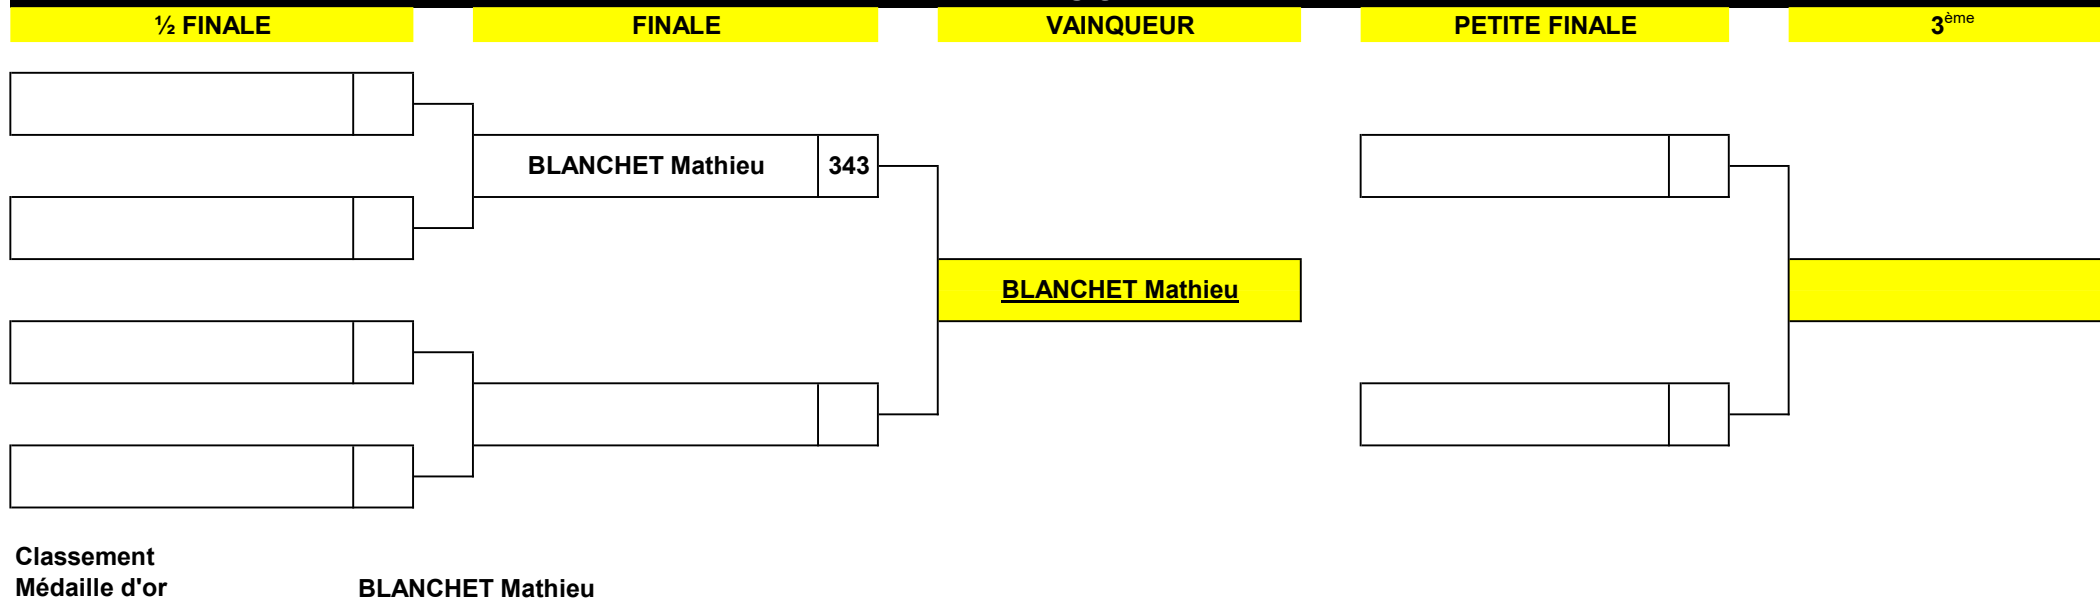 ½ FINALE
FINALE
VAINQUEUR
PETITE FINALE
3ème
BLANCHET Mathieu
343
BLANCHET Mathieu
Classement
Médaille d'or
BLANCHET Mathieu